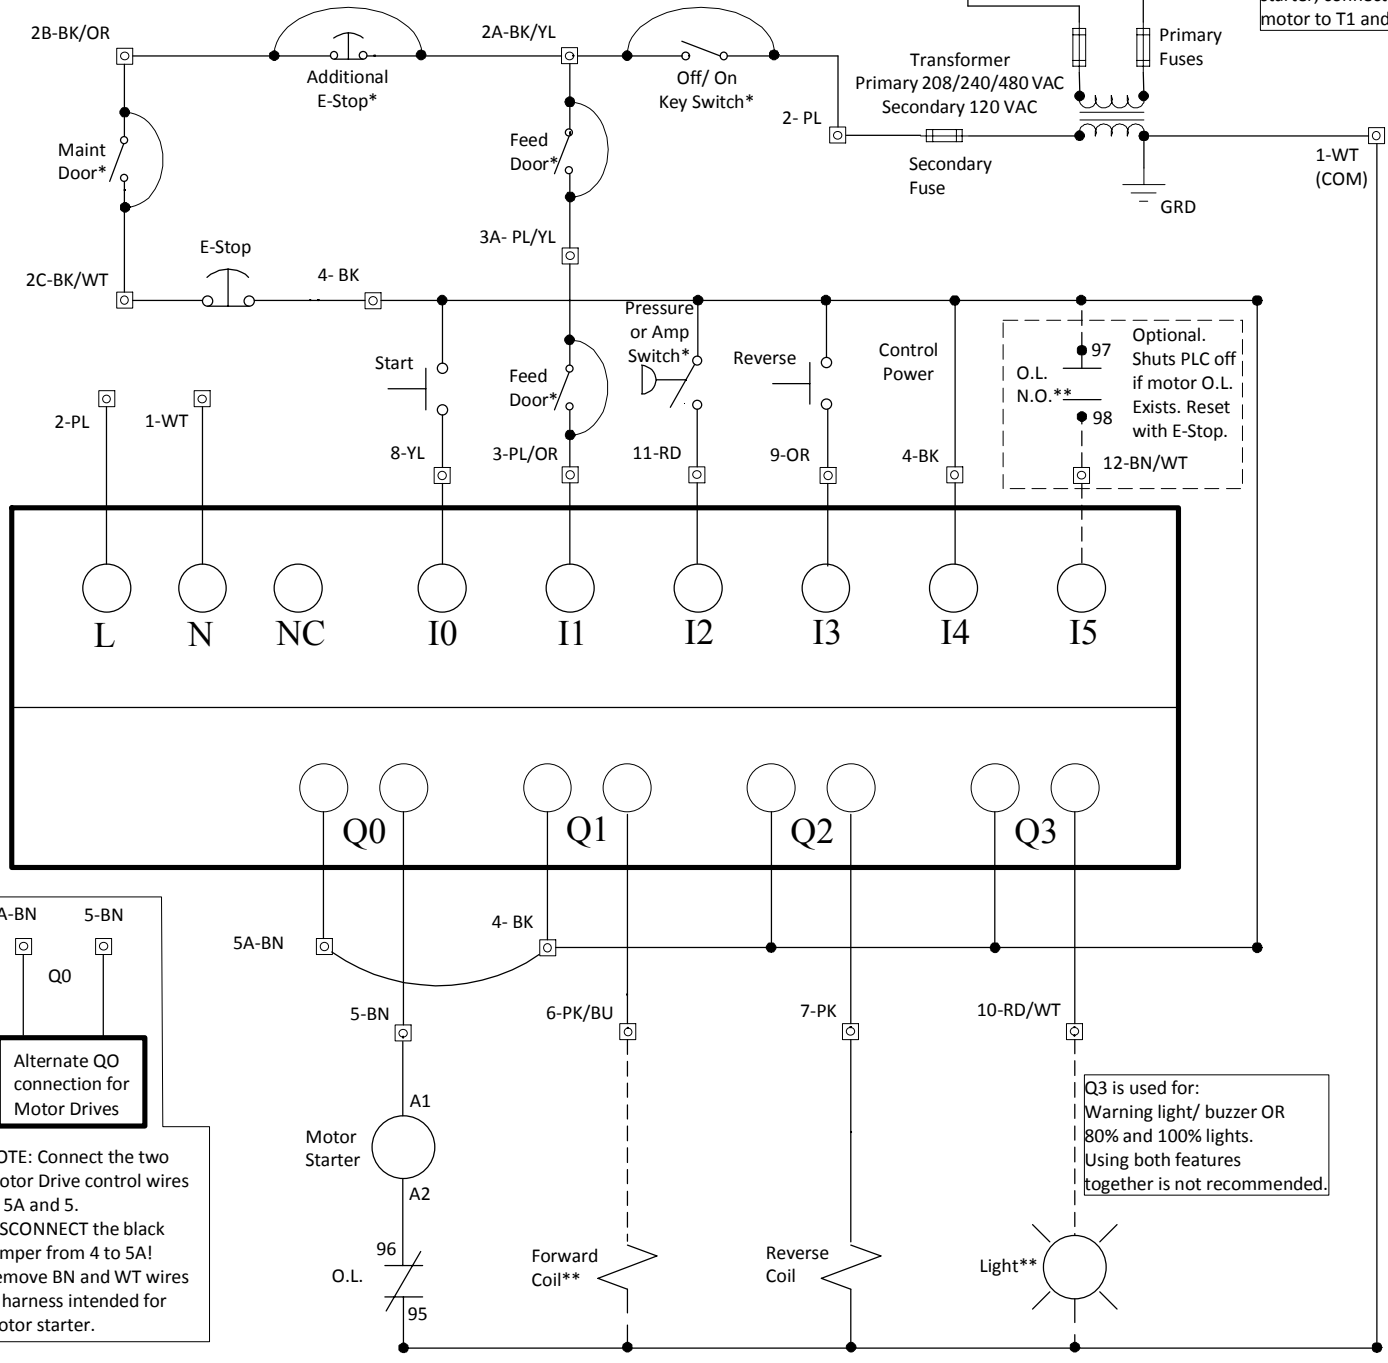 starter, connect
motor to T1 and
2B-BK/OR
2A-BK/YL
Primary
Fuses
Additional
E-Stop*
Off/ On
Key Switch*
Transformer
Primary 208/240/480 VAC
Secondary 120 VAC
2- PL
Maint
Door*
Feed
Door*
Secondary
Fuse
1-WT
(COM)
GRD
3A- PL/YL
E-Stop
2C-BK/WT
4- BK
Pressure
or Amp
Switch*
Start
Feed
Door*
Reverse
Control
Power
O.L.
N.O.**
97
98
Optional.
Shuts PLC off
if motor O.L.
Exists. Reset
with E-Stop.
2-PL
1-WT
8-YL
3-PL/OR
11-RD
9-OR
4-BK
12-BN/WT
L
N
NC
I0
I1
I2
I3
I4
I5
Q0
Q1
Q2
Q3
A-BN
5-BN
Q0
5A-BN
4- BK
5-BN
6-PK/BU
7-PK
10-RD/WT
Alternate QO
connection for
Motor Drives
Q3 is used for:
Warning light/ buzzer OR
80% and 100% lights.
Using both features
together is not recommended.
A1
Motor
Starter
A2
OTE: Connect the two
otor Drive control wires
5A and 5.
SCONNECT the black
mper from 4 to 5A!
emove BN and WT wires
harness intended for
otor starter.
96
O.L.
95
Forward
Coil**
Reverse
Coil
Light**